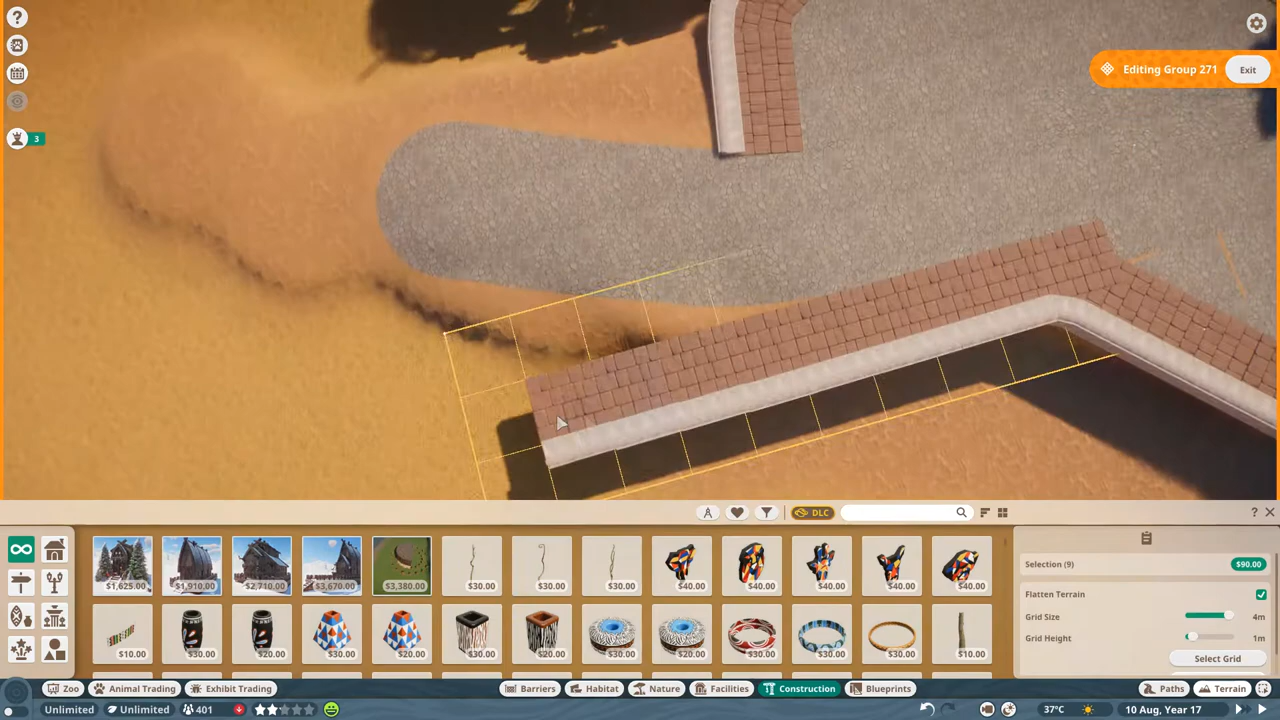 ?
Editing Group 271
Exit
3
DLC
?
$1,625.00
$1,910.00
$2,710.00
$3,670.00
$3,380.00
$30.00
$30.00
$30.00
$40.00
$40.00
$40.00
$40.00
$40.00
Selection (9)
$90.00
Flatten Terrain
Grid Size
4m
Grid Height
1m
Select Grid
$10.00
$30.00
$20.00
$30.00
$20.00
$30.00
$20.00
$30.00
$20.00
$30.00
$30.00
$30.00
$10.00
Zoo
Animal Trading
Exhibit Trading
Barriers
Habitat
Nature
Facilities
Construction
Blueprints
Paths
Terrain
Unlimited
Unlimited
401
37°C
10 Aug, Year 17